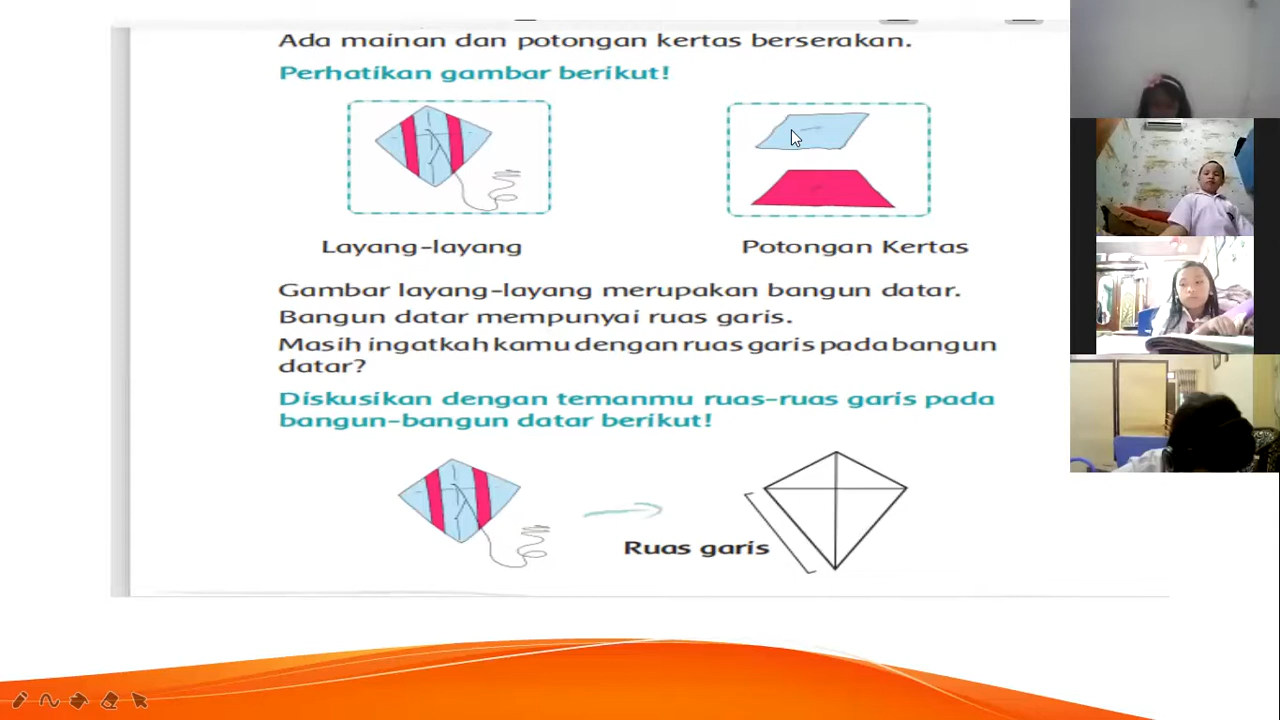 Ada mainan dan potongan kertas berserakan.
Perhatikan gambar berikut!
Layang-layang
Potongan Kertas
Gambar layang-layang merupakan bangun datar.
Bangun datar mempunyai ruas garis.
Masih ingatkah kamu dengan ruas garis pada bangun
datar?
Diskusikan dengan temanmu ruas-ruas garis pada
bangun-bangun datar berikut!
Ruas garis